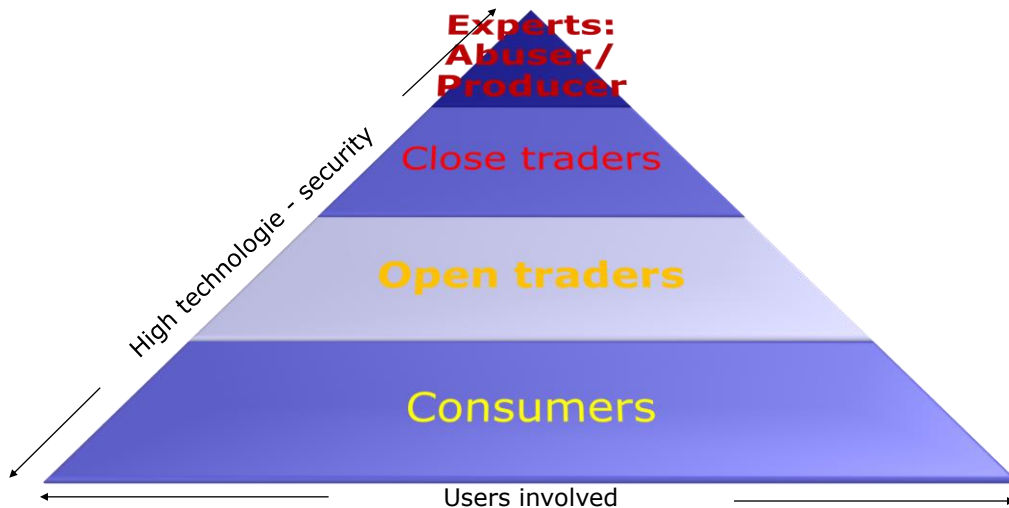 Experts:
Abuser/
Producer
Close traders
High technologie - security
Open traders
Consumers
Users involved